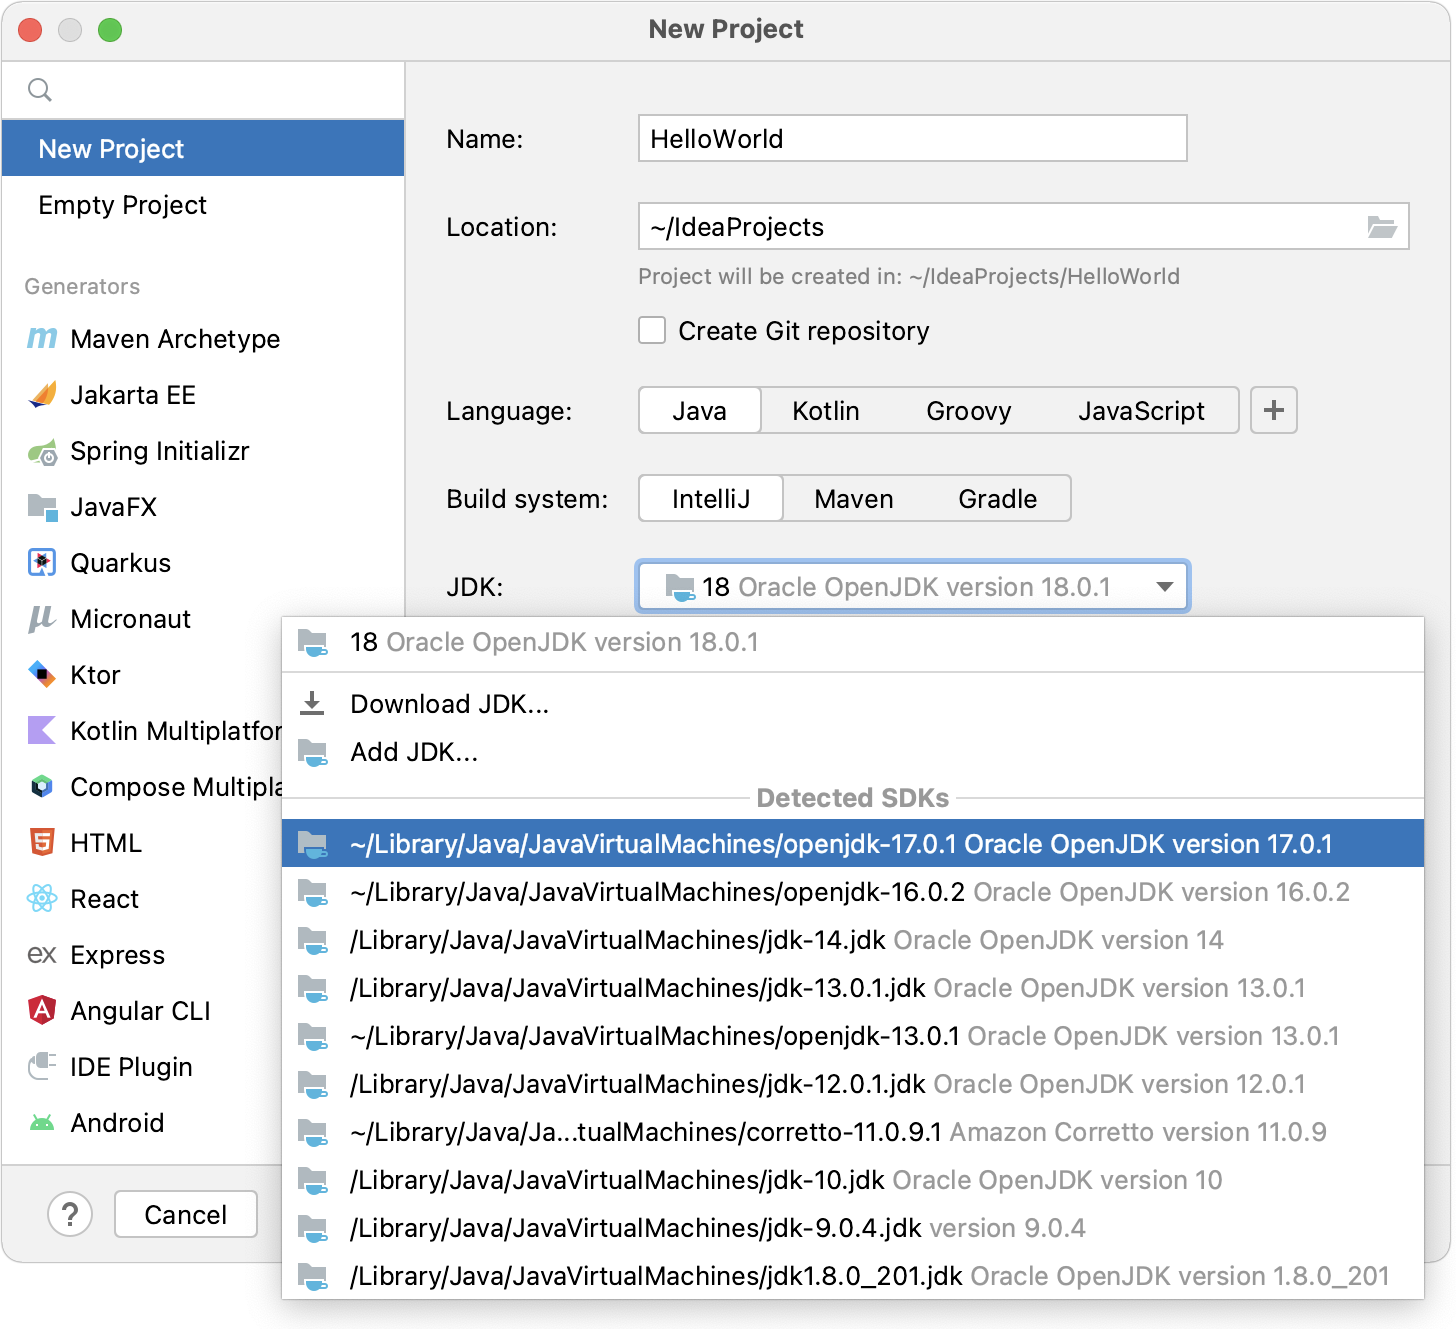 New Project
New Project
Empty Project
Generators
Maven Archetype
Jakarta EE
Spring Initializr
JavaFX
Quarkus
Micronaut
Ktor
Kotlin Multiplatfor
Compose Multipla
HTML
React
ex Express
Angular CLI
IDE Plugin
Android
? Cancel
Name: HelloWorld
Location: ~/IdeaProjects
Project will be created in: ~/IdeaProjects/HelloWorld
Create Git repository
Language: Java Kotlin Groovy JavaScript +
Build system: IntelliJ Maven Gradle
JDK: 18 Oracle OpenJDK version 18.0.1
18 Oracle OpenJDK version 18.0.1
Download JDK...
Add JDK...
Detected SDKs
~/Library/Java/JavaVirtualMachines/openjdk-17.0.1 Oracle OpenJDK version 17.0.1
~/Library/Java/JavaVirtualMachines/openjdk-16.0.2 Oracle OpenJDK version 16.0.2
/Library/Java/JavaVirtualMachines/jdk-14.jdk Oracle OpenJDK version 14
/Library/Java/JavaVirtualMachines/jdk-13.0.1.jdk Oracle OpenJDK version 13.0.1
~/Library/Java/JavaVirtualMachines/openjdk-13.0.1 Oracle OpenJDK version 13.0.1
/Library/Java/JavaVirtualMachines/jdk-12.0.1.jdk Oracle OpenJDK version 12.0.1
~/Library/Java/Ja...tualMachines/corretto-11.0.9.1 Amazon Corretto version 11.0.9
/Library/Java/JavaVirtualMachines/jdk-10.jdk Oracle OpenJDK version 10
/Library/Java/JavaVirtualMachines/jdk-9.0.4.jdk version 9.0.4
/Library/Java/JavaVirtualMachines/jdk1.8.0_201.jdk Oracle OpenJDK version 1.8.0_201